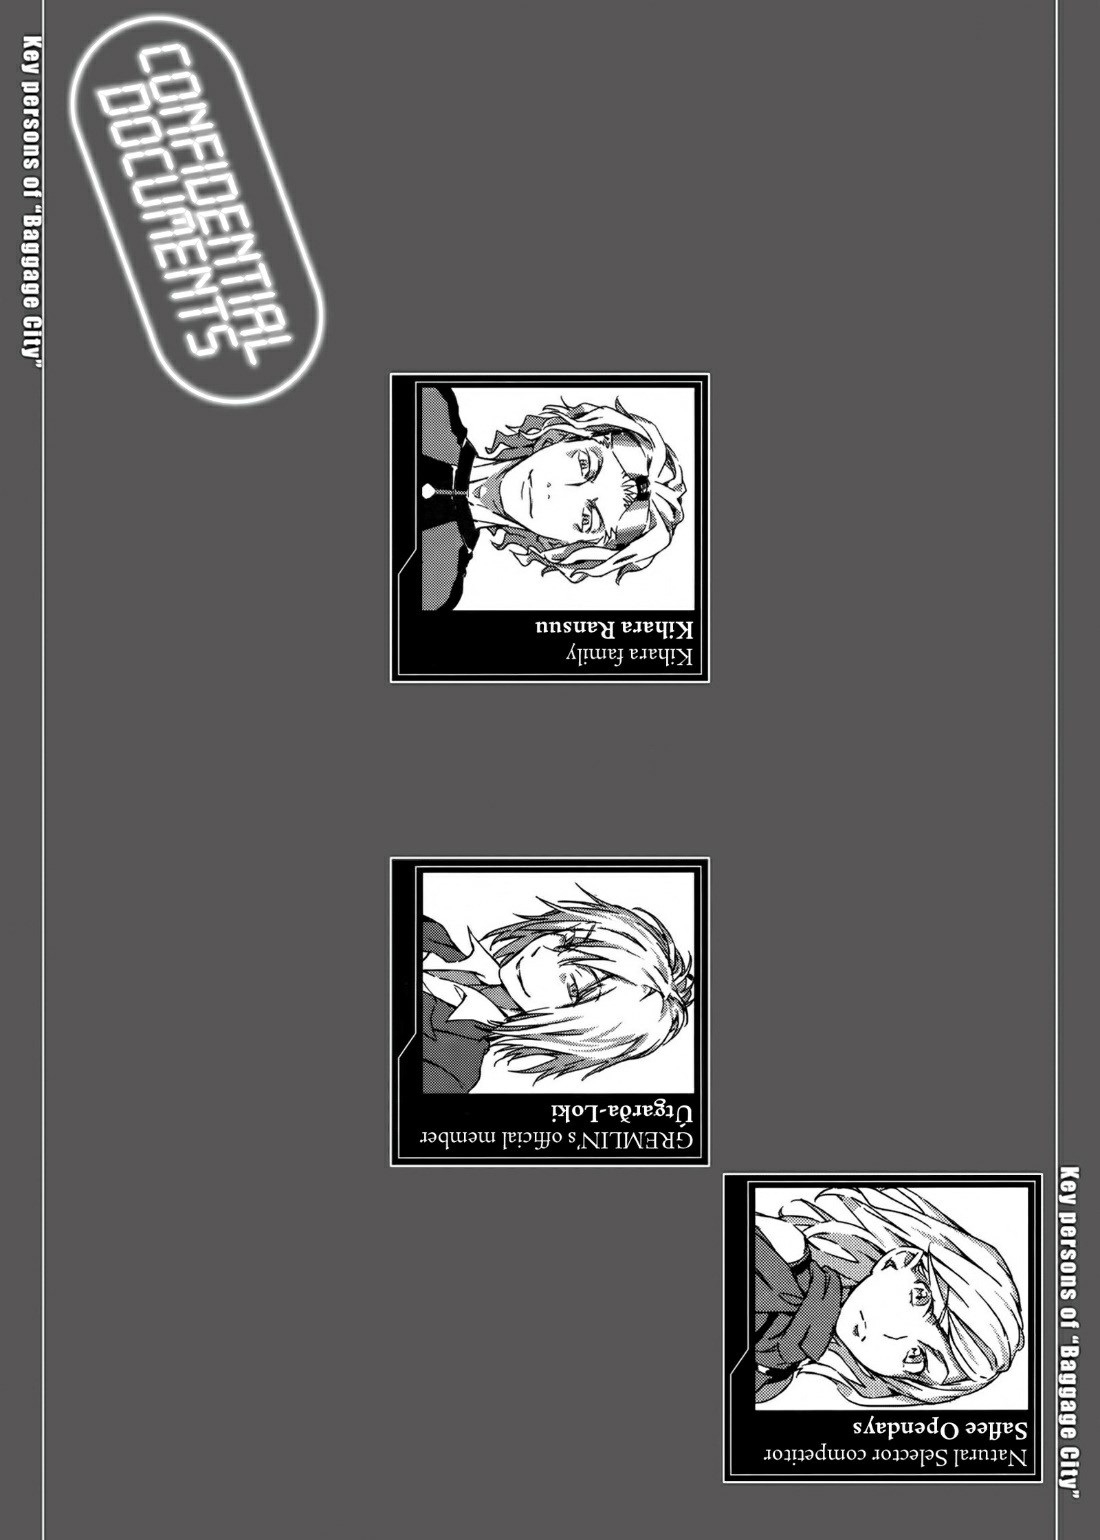 Key persons of "Baggage City"
CONFIDENTIAL
DOCUMENTS
Kihara family
Kihara Ransuu
GREMLIN's official member
Útgarða-Loki
Natural Selector competitor
Saflee Opendays
Key persons of "Baggage City"